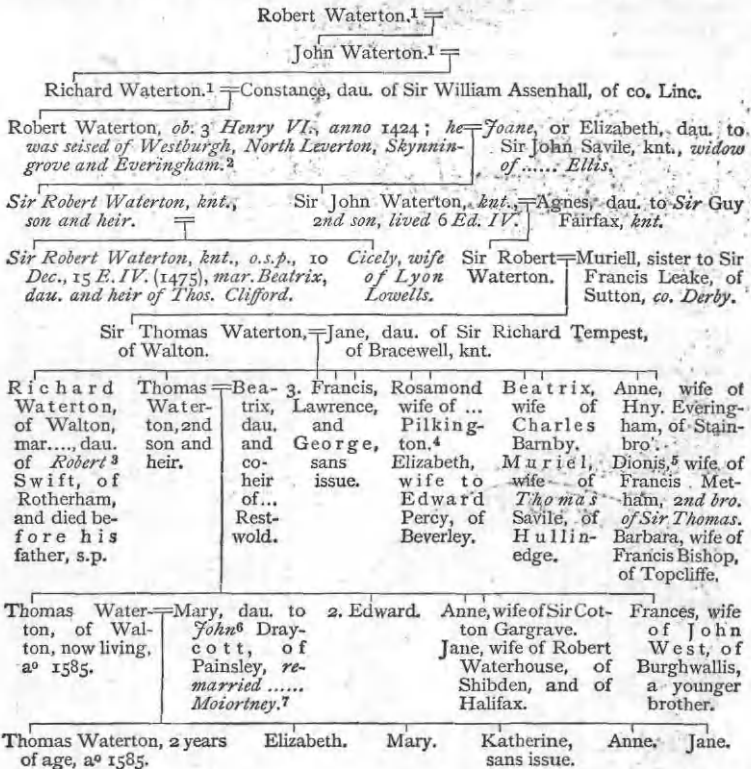 Robert Waterton.¹
John Waterton.¹
Richard Waterton.¹ Constance, dau. of Sir William Assenhall, of co. Linc.
Robert Waterton, ob. 3 Henry VI., anno 1424; he
was seised of Westburgh, North Leverton, Skynnin-
grove and Everingham.²
Joane, or Elizabeth, dau. to
Sir John Savile, knt., widow
of ...... Ellis.
Sir Robert Waterton, knt.,
son and heir.
Sir John Waterton, knt.,
2nd son, lived 6 Ed. IV.
Agnes, dau. to Sir Guy
Fairfax, knt.
Sir Robert Waterton, knt., o.s.p., 10
Dec., 15 E. IV. (1475), mar. Beatrix,
dau. and heir of Thos. Clifford.
Cicely, wife
of Lyon
Lowells.
Sir Robert
Waterton.
Muriell, sister to Sir
Francis Leake, of
Sutton, co. Derby.
Sir Thomas Waterton,
of Walton.
Jane, dau. of Sir Richard Tempest,
of Bracewell, knt.
Richard
Waterton,
of Walton,
mar...., dau.
of Robert ³
Swift, of
Rotherham,
and died be-
fore his
father, s.p.
Thomas
Water-
ton, 2nd
son and
heir.
Bea-
trix,
dau.
and
co-
heir
of...
Rest-
wold.
3. Francis,
Lawrence,
and
George,
sans
issue.
Rosamond
wife of ...
Pilking-
ton.⁴
Elizabeth,
wife to
Edward
Percy, of
Beverley.
Beatrix,
wife of
Charles
Barnby.
Muriel,
wife of
Thomas
Savile, of
Hullin-
edge.
Anne, wife of
Hny. Evering-
ham, of Stain-
bro'.
Dionis,⁵ wife of
Francis Met-
ham, 2nd bro.
of Sir Thomas.
Barbara, wife of
Francis Bishop,
of Topcliffe.
Thomas Water-
ton, of Wal-
ton, now living,
aº 1585.
Mary, dau. to
John⁶ Dray-
cott, of
Painsley, re-
married ......
Moiortney.⁷
2. Edward.
Anne, wife of Sir Cot-
ton Gargrave.
Jane, wife of Robert
Waterhouse, of
Shibden, and of
Halifax.
Frances, wife
of John
West, of
Burghwallis,
a younger
brother.
Thomas Waterton, 2 years
of age, aº 1585.
Elizabeth.
Mary.
Katherine,
sans issue.
Anne.
Jane.